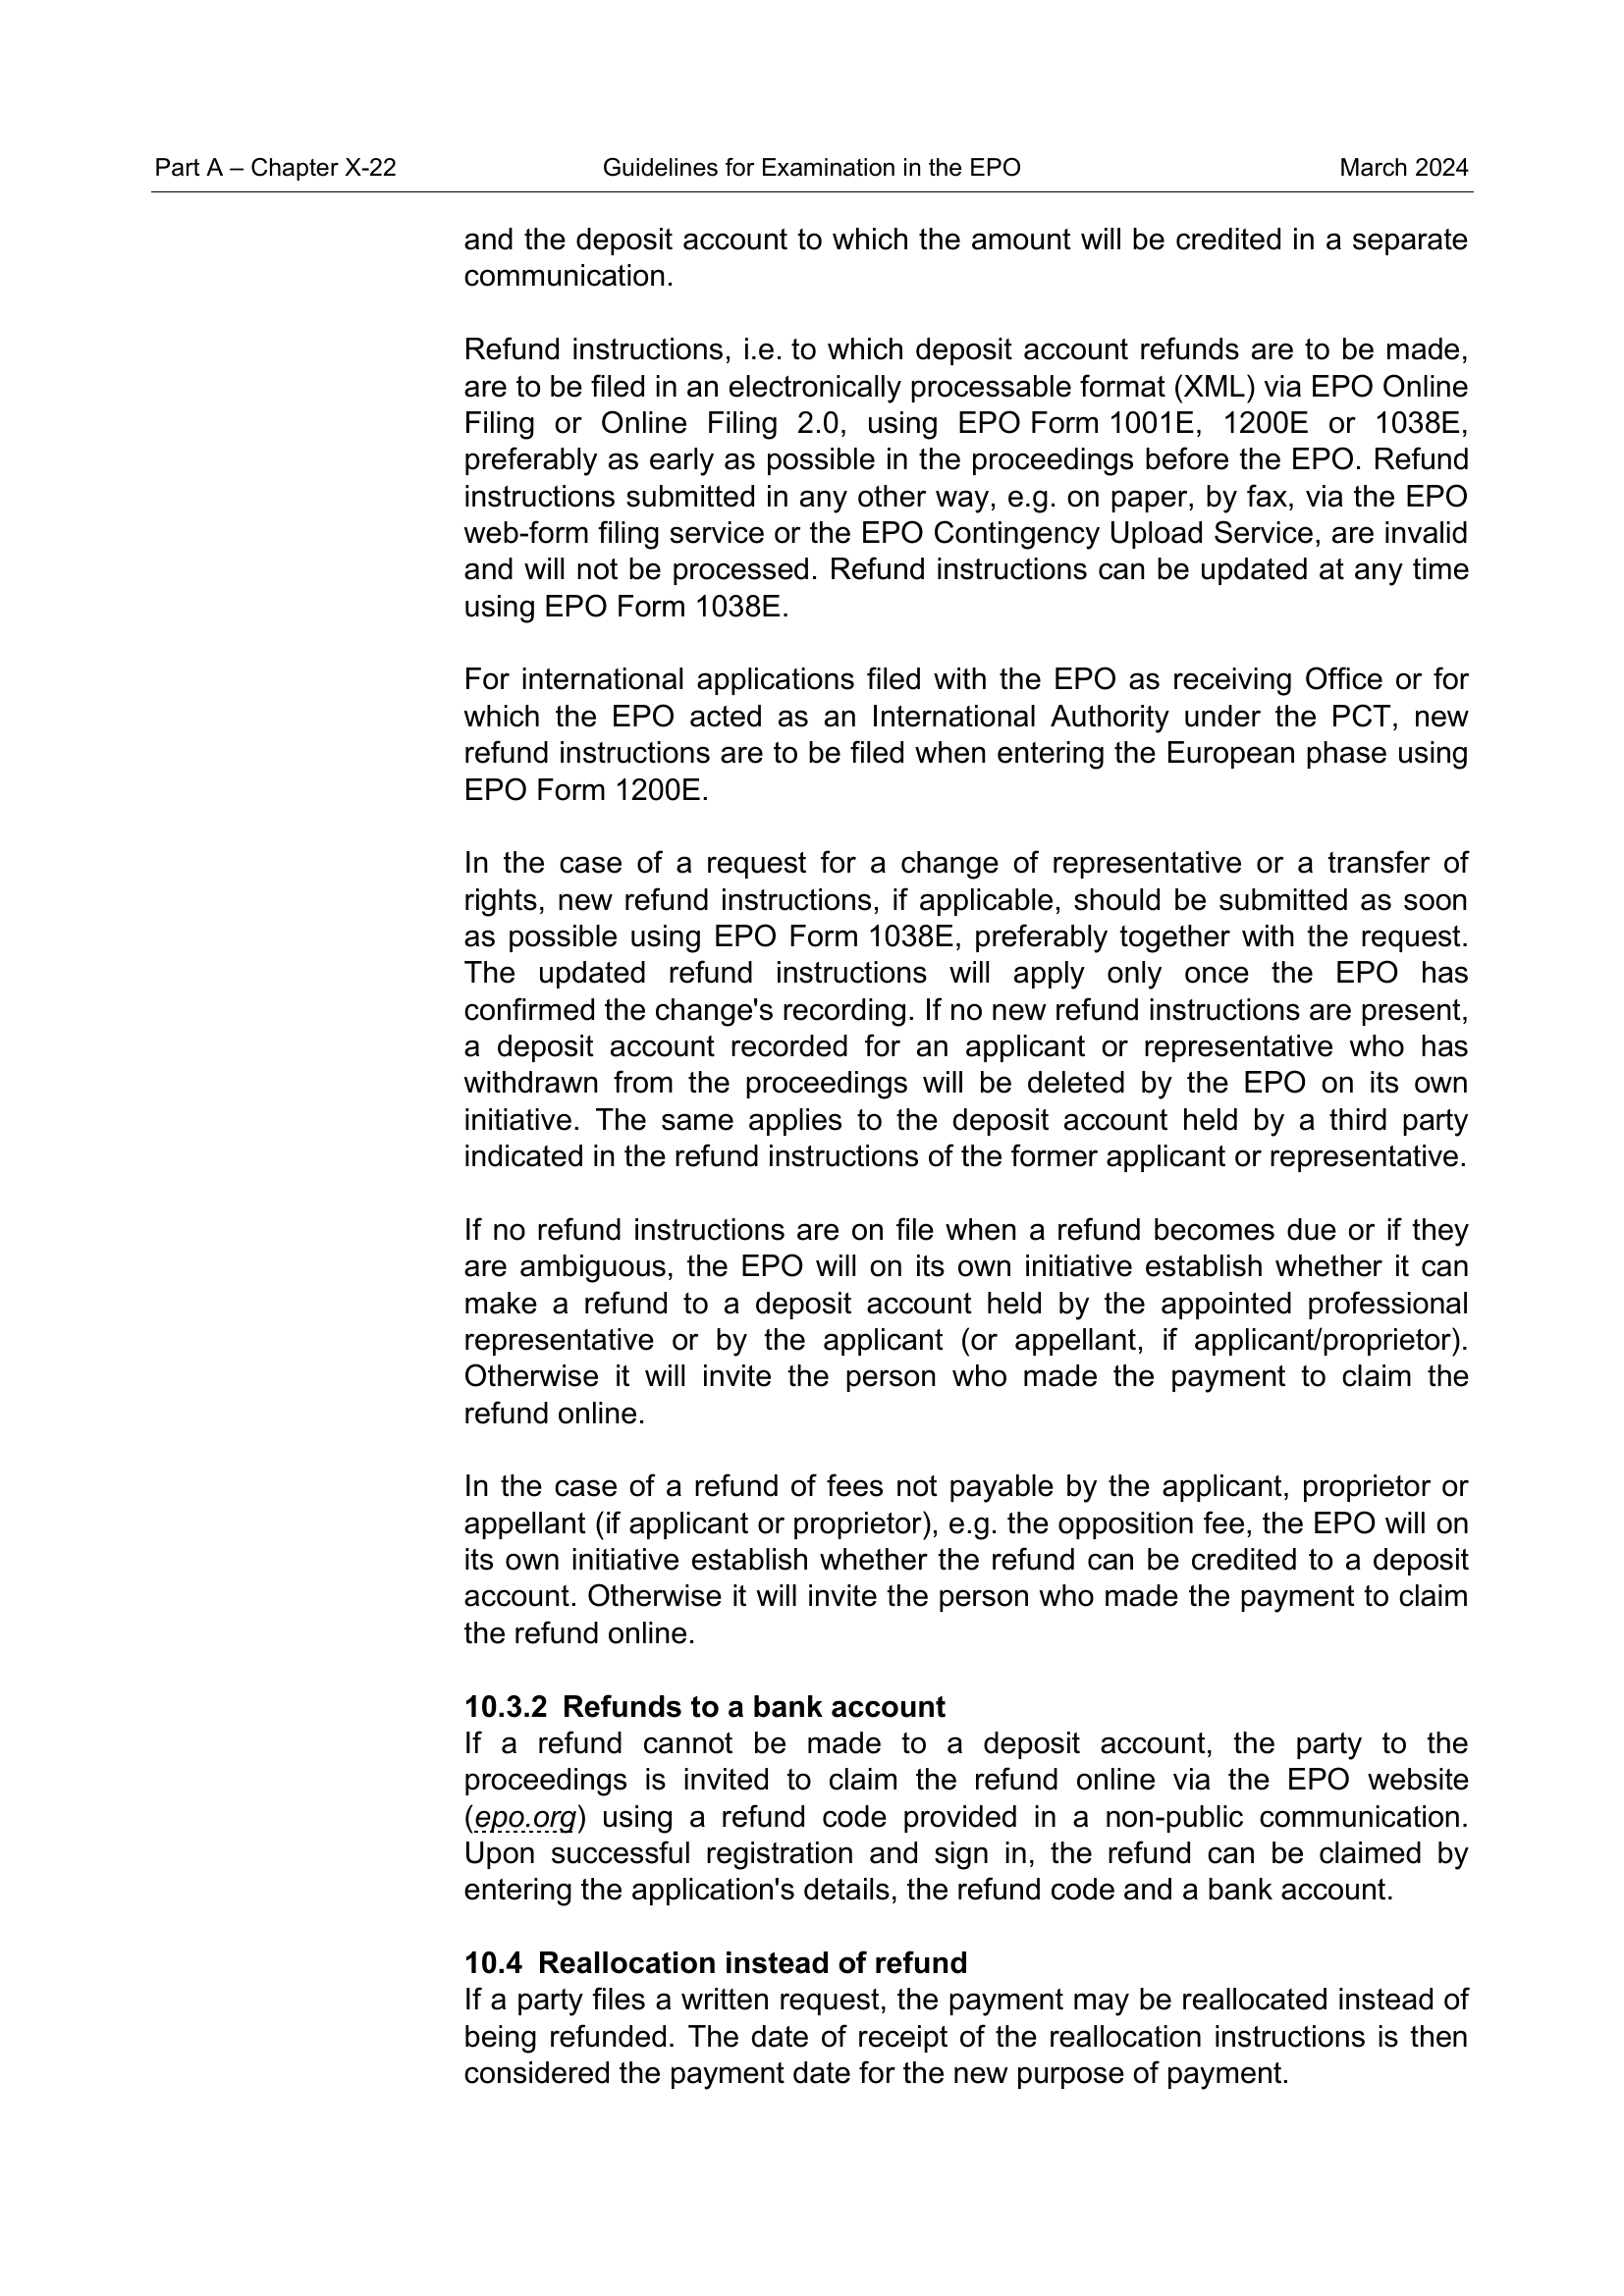 Part A – Chapter X-22 Guidelines for Examination in the EPO March 2024
and the deposit account to which the amount will be credited in a separate
communication.
Refund instructions, i.e. to which deposit account refunds are to be made,
are to be filed in an electronically processable format (XML) via EPO Online
Filing or Online Filing 2.0, using EPO Form 1001E, 1200E or 1038E,
preferably as early as possible in the proceedings before the EPO. Refund
instructions submitted in any other way, e.g. on paper, by fax, via the EPO
web-form filing service or the EPO Contingency Upload Service, are invalid
and will not be processed. Refund instructions can be updated at any time
using EPO Form 1038E.
For international applications filed with the EPO as receiving Office or for
which the EPO acted as an International Authority under the PCT, new
refund instructions are to be filed when entering the European phase using
EPO Form 1200E.
In the case of a request for a change of representative or a transfer of
rights, new refund instructions, if applicable, should be submitted as soon
as possible using EPO Form 1038E, preferably together with the request.
The updated refund instructions will apply only once the EPO has
confirmed the change's recording. If no new refund instructions are present,
a deposit account recorded for an applicant or representative who has
withdrawn from the proceedings will be deleted by the EPO on its own
initiative. The same applies to the deposit account held by a third party
indicated in the refund instructions of the former applicant or representative.
If no refund instructions are on file when a refund becomes due or if they
are ambiguous, the EPO will on its own initiative establish whether it can
make a refund to a deposit account held by the appointed professional
representative or by the applicant (or appellant, if applicant/proprietor).
Otherwise it will invite the person who made the payment to claim the
refund online.
In the case of a refund of fees not payable by the applicant, proprietor or
appellant (if applicant or proprietor), e.g. the opposition fee, the EPO will on
its own initiative establish whether the refund can be credited to a deposit
account. Otherwise it will invite the person who made the payment to claim
the refund online.
10.3.2 Refunds to a bank account
If a refund cannot be made to a deposit account, the party to the
proceedings is invited to claim the refund online via the EPO website
(epo.org) using a refund code provided in a non-public communication.
Upon successful registration and sign in, the refund can be claimed by
entering the application's details, the refund code and a bank account.
10.4 Reallocation instead of refund
If a party files a written request, the payment may be reallocated instead of
being refunded. The date of receipt of the reallocation instructions is then
considered the payment date for the new purpose of payment.